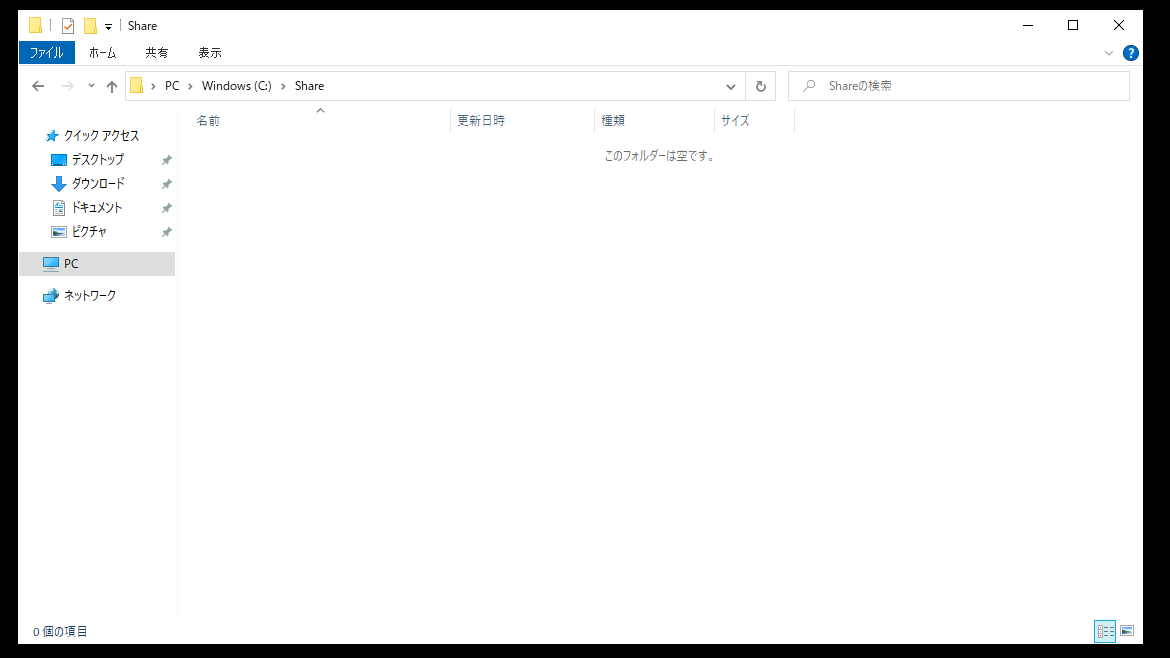 Share
ファイル ホーム 共有 表示
PC Windows (C:) Share Shareの検索
名前 更新日時 種類 サイズ
クイック アクセス
このフォルダーは空です。
デスクトップ
ダウンロード
ドキュメント
ピクチャ
PC
ネットワーク
0 個の項目